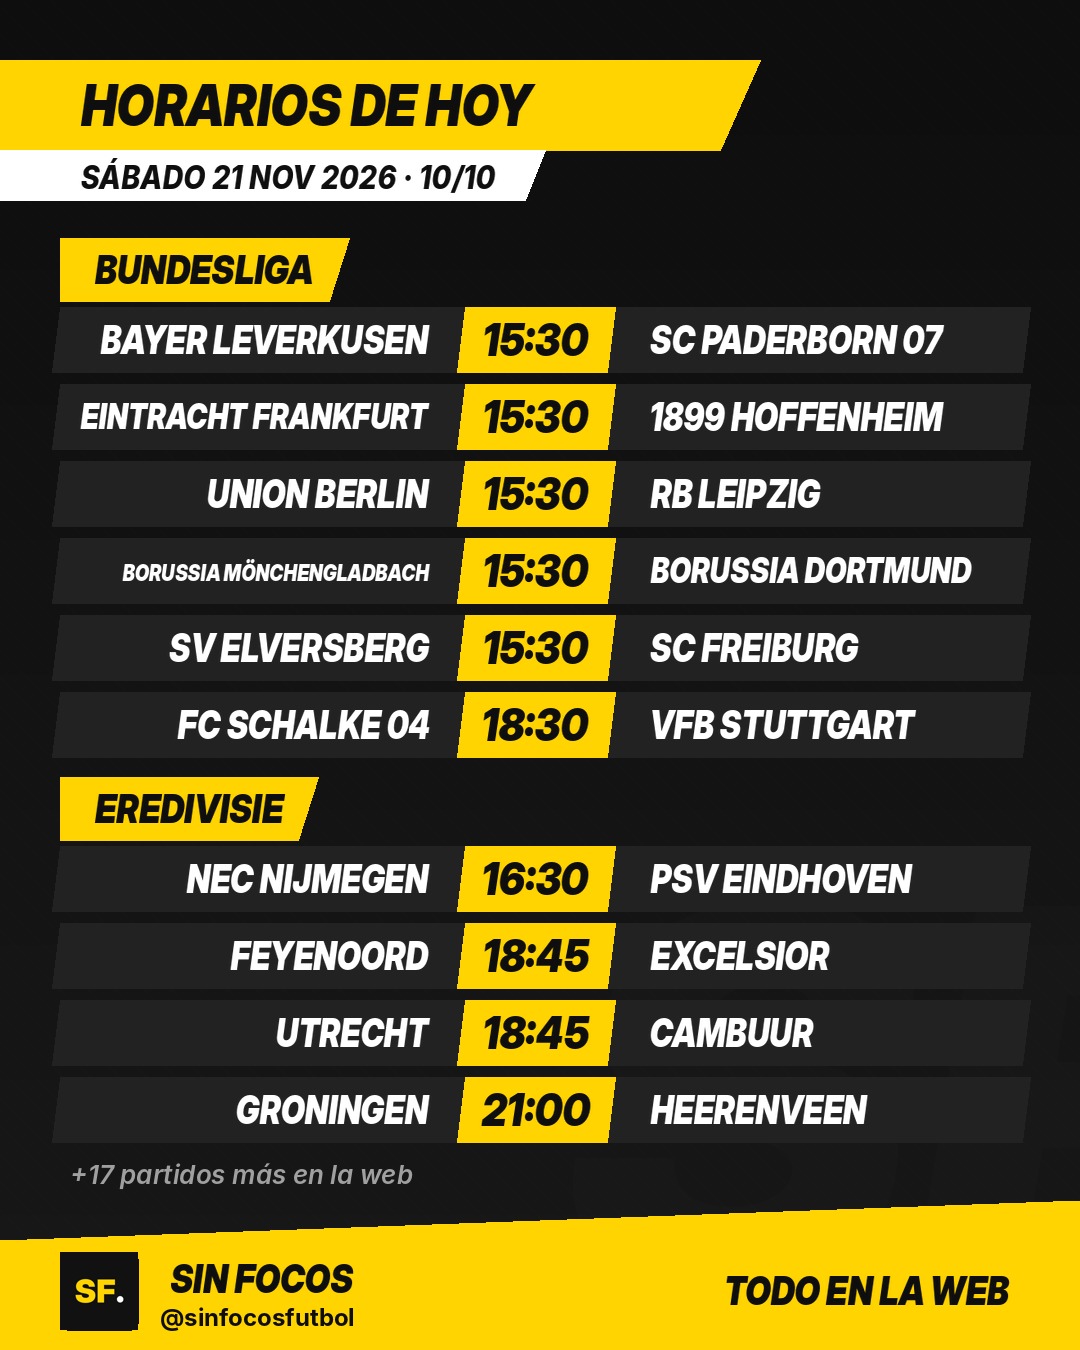 HORARIOS DE HOY
SÁBADO 21 NOV 2026 · 10/10
BUNDESLIGA
BAYER LEVERKUSEN 15:30 SC PADERBORN 07
EINTRACHT FRANKFURT 15:30 1899 HOFFENHEIM
UNION BERLIN 15:30 RB LEIPZIG
BORUSSIA MÖNCHENGLADBACH 15:30 BORUSSIA DORTMUND
SV ELVERSBERG 15:30 SC FREIBURG
FC SCHALKE 04 18:30 VFB STUTTGART
EREDIVISIE
NEC NIJMEGEN 16:30 PSV EINDHOVEN
FEYENOORD 18:45 EXCELSIOR
UTRECHT 18:45 CAMBUUR
GRONINGEN 21:00 HEERENVEEN
+17 partidos más en la web
SF.
SIN FOCOS
@sinfocosfutbol
TODO EN LA WEB